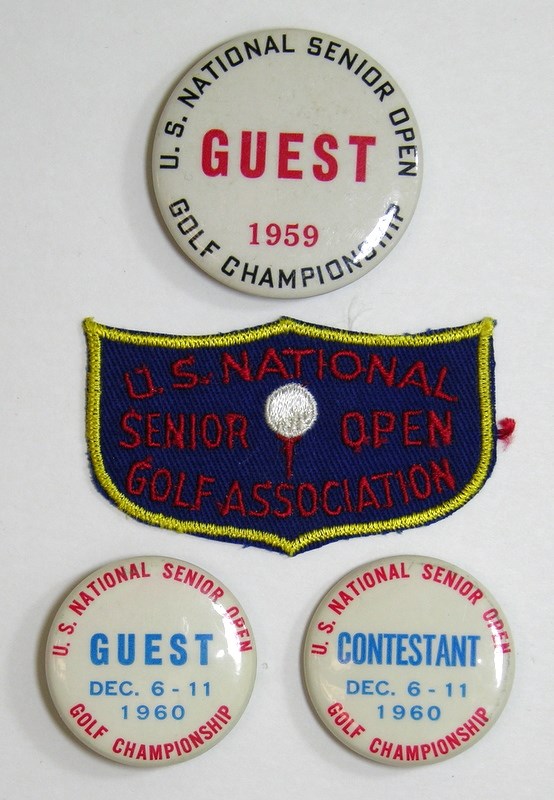 U.S. NATIONAL SENIOR OPEN
GUEST
1959
GOLF CHAMPIONSHIP
U.S. NATIONAL
SENIOR OPEN
GOLF ASSOCIATION
U.S. NATIONAL SENIOR OPEN
GUEST
DEC. 6 - 11
1960
GOLF CHAMPIONSHIP
U.S. NATIONAL SENIOR OPEN
CONTESTANT
DEC. 6 - 11
1960
GOLF CHAMPIONSHIP